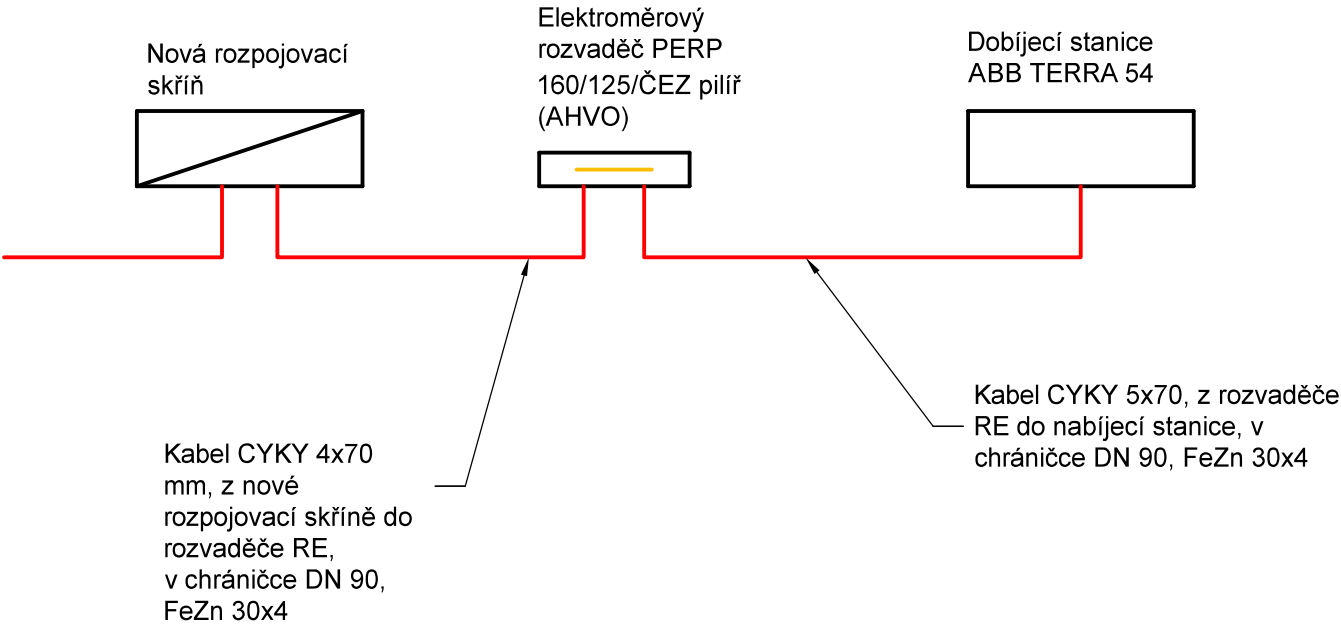 Nová rozpojovací
skříň
Elektroměrový
rozvaděč PERP
160/125/ČEZ pilíř
(AHVO)
Dobíjecí stanice
ABB TERRA 54
Kabel CYKY 4x70
mm, z nové
rozpojovací skříně do
rozvaděče RE,
v chráničce DN 90,
FeZn 30x4
Kabel CYKY 5x70, z rozvaděče
RE do nabíjecí stanice, v
chráničce DN 90, FeZn 30x4